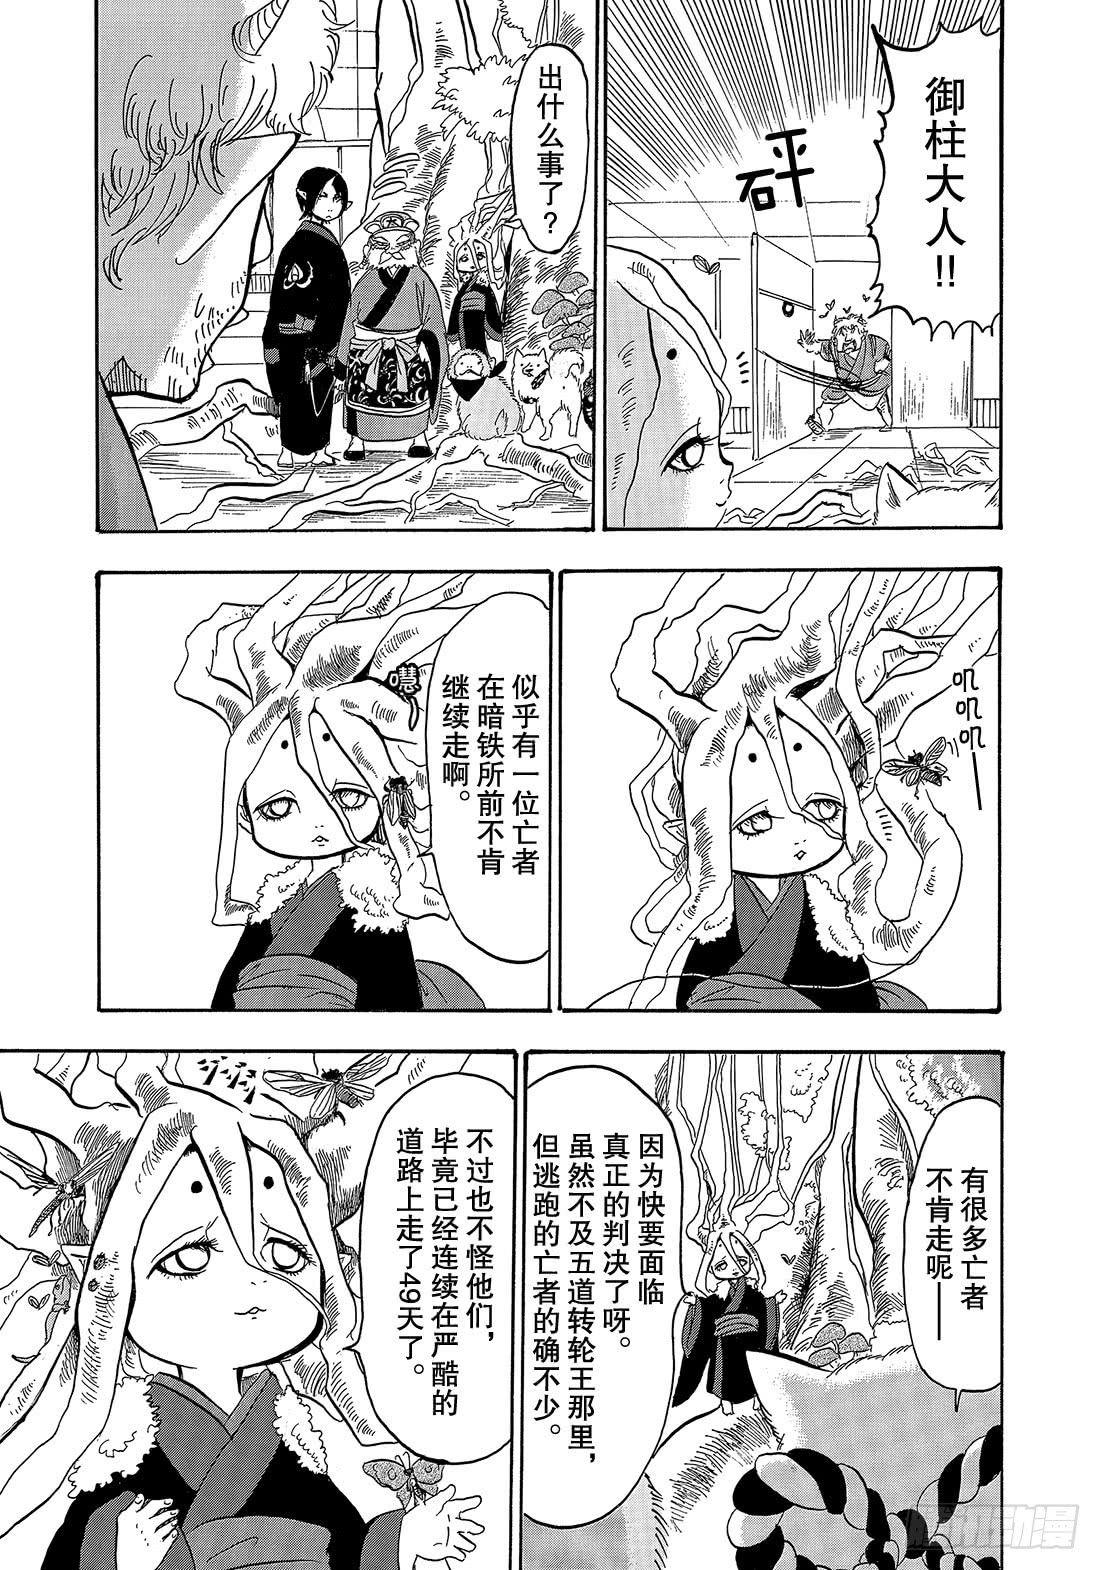 御柱大人!!
砰
出什么事了?
叽叽叽—
嘿
似乎有一位亡者
在暗铁所前不肯
继续走啊。
有很多亡者
不肯走呢——
因为快要面临
真正的判决了呀。
虽然不及五道转轮王那里,
但逃跑的亡者的确不少。
不过也不怪他们,
毕竟已经连续在严酷的
道路上走了49天了。